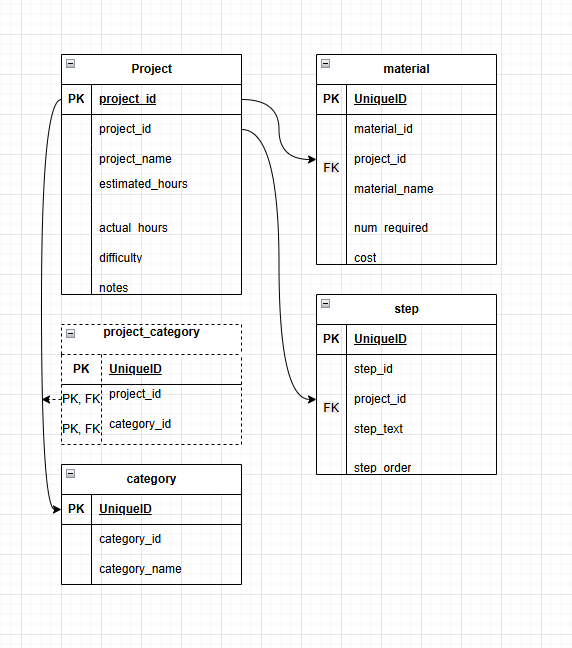 Project
PK project_id
project_id
project_name
estimated_hours
actual_hours
difficulty
notes
material
PK UniqueID
material_id
FK project_id
material_name
num_required
cost
project_category
PK UniqueID
PK, FK project_id
PK, FK category_id
step
PK UniqueID
step_id
FK project_id
step_text
step_order
category
PK UniqueID
category_id
category_name